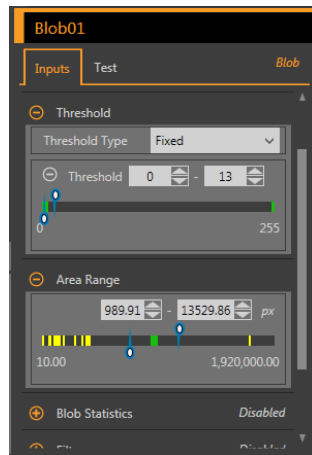 Blob01
Inputs Test Blob
Threshold
Threshold Type Fixed
Threshold 0 - 13
0 255
Area Range
989.91 - 13529.86 px
10.00 1,920,000.00
Blob Statistics Disabled
Disabled